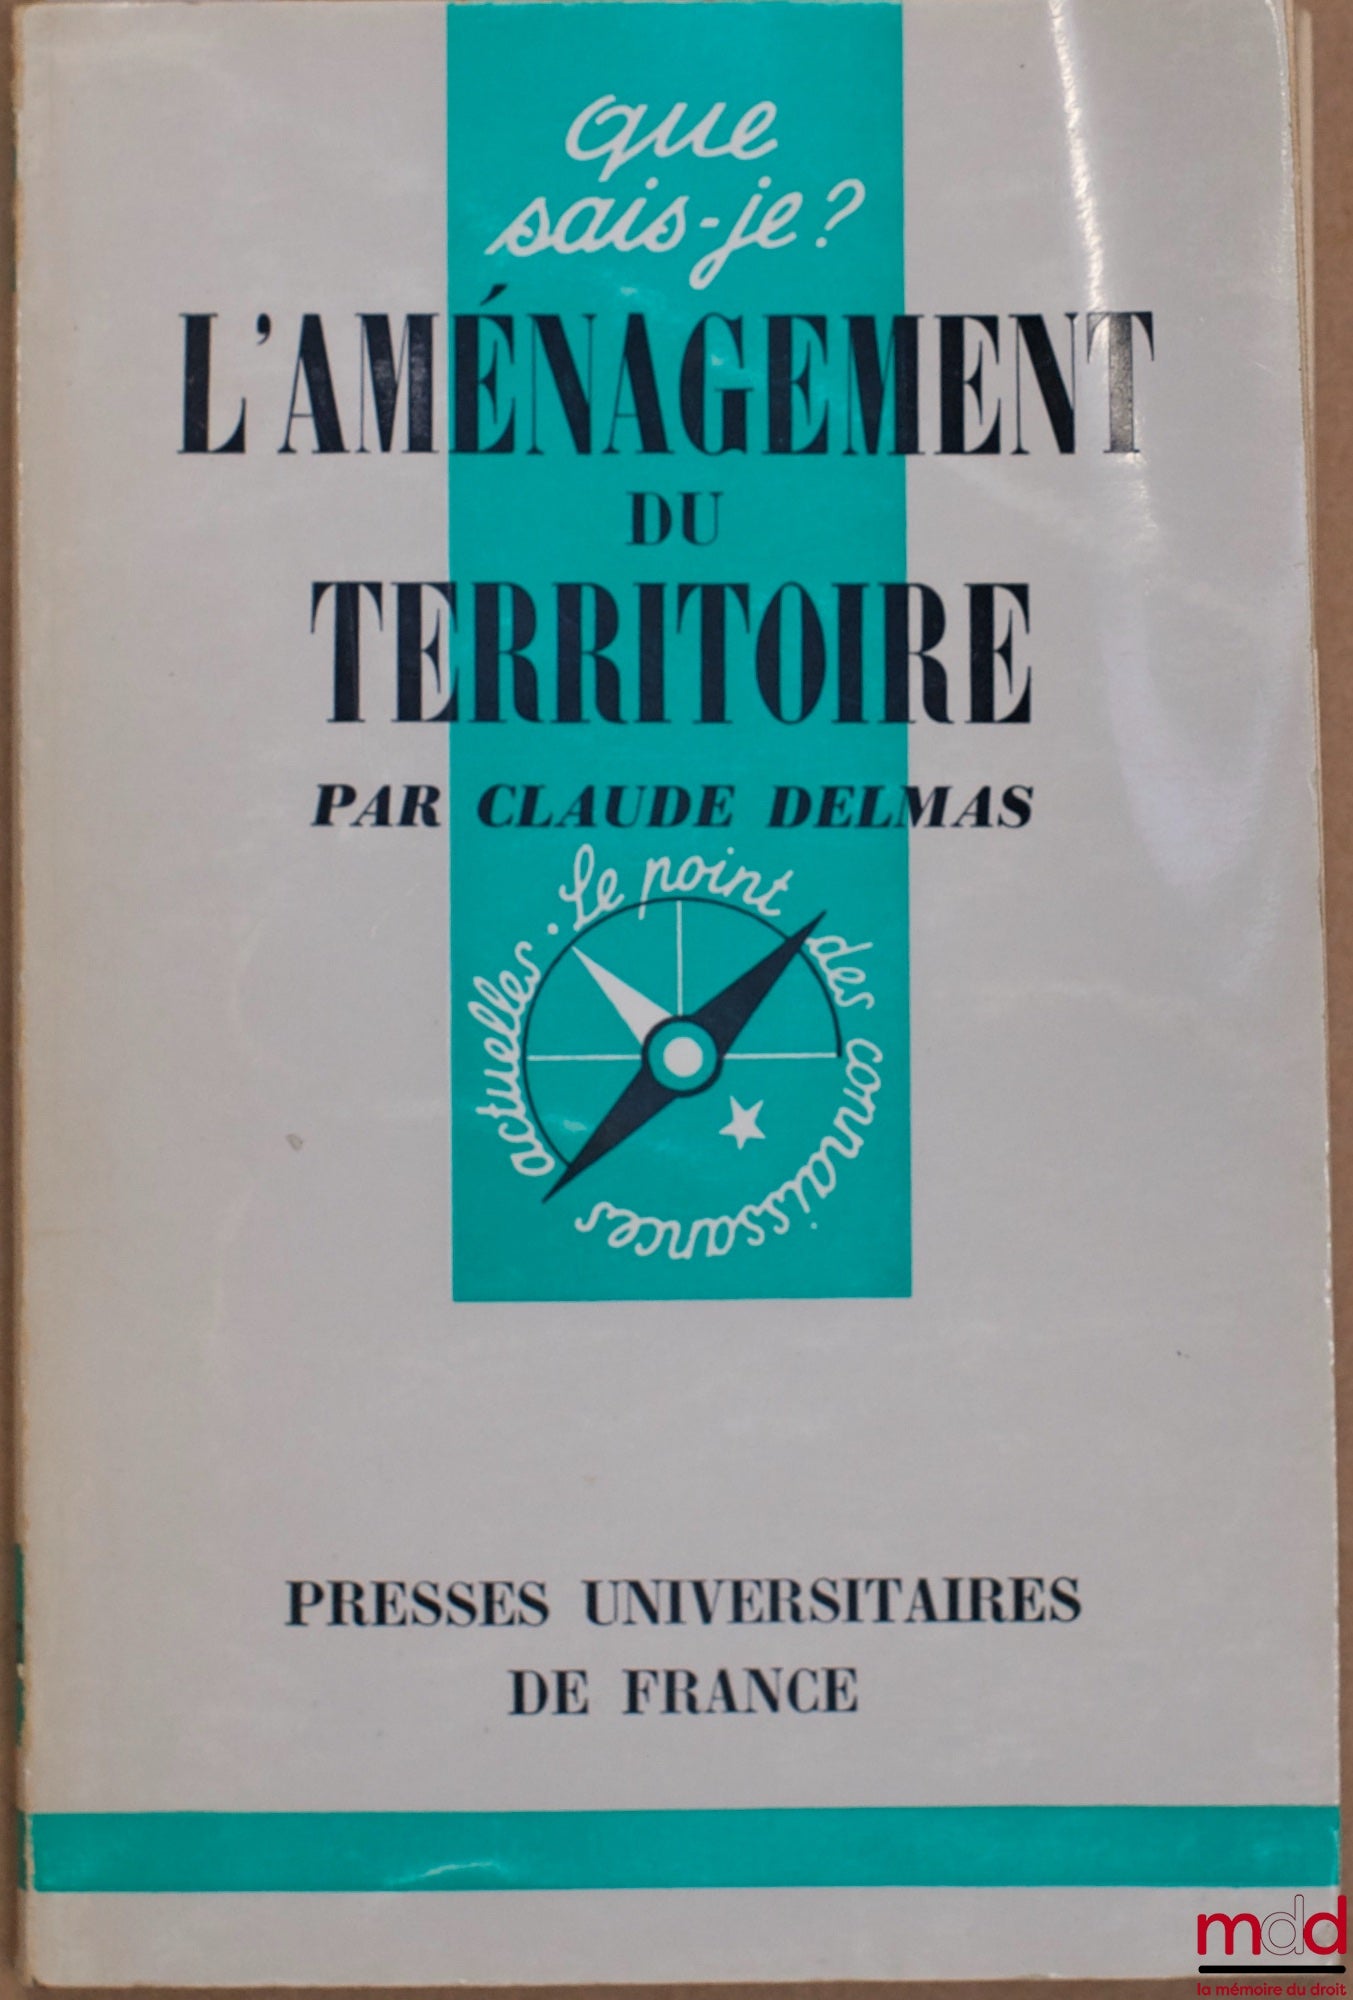 que
sais-je?
L'AMÉNAGEMENT
DU
TERRITOIRE
PAR CLAUDE DELMAS
Le point des connaissances actuelles.
PRESSES UNIVERSITAIRES
DE FRANCE
mdd
la mémoire du droit